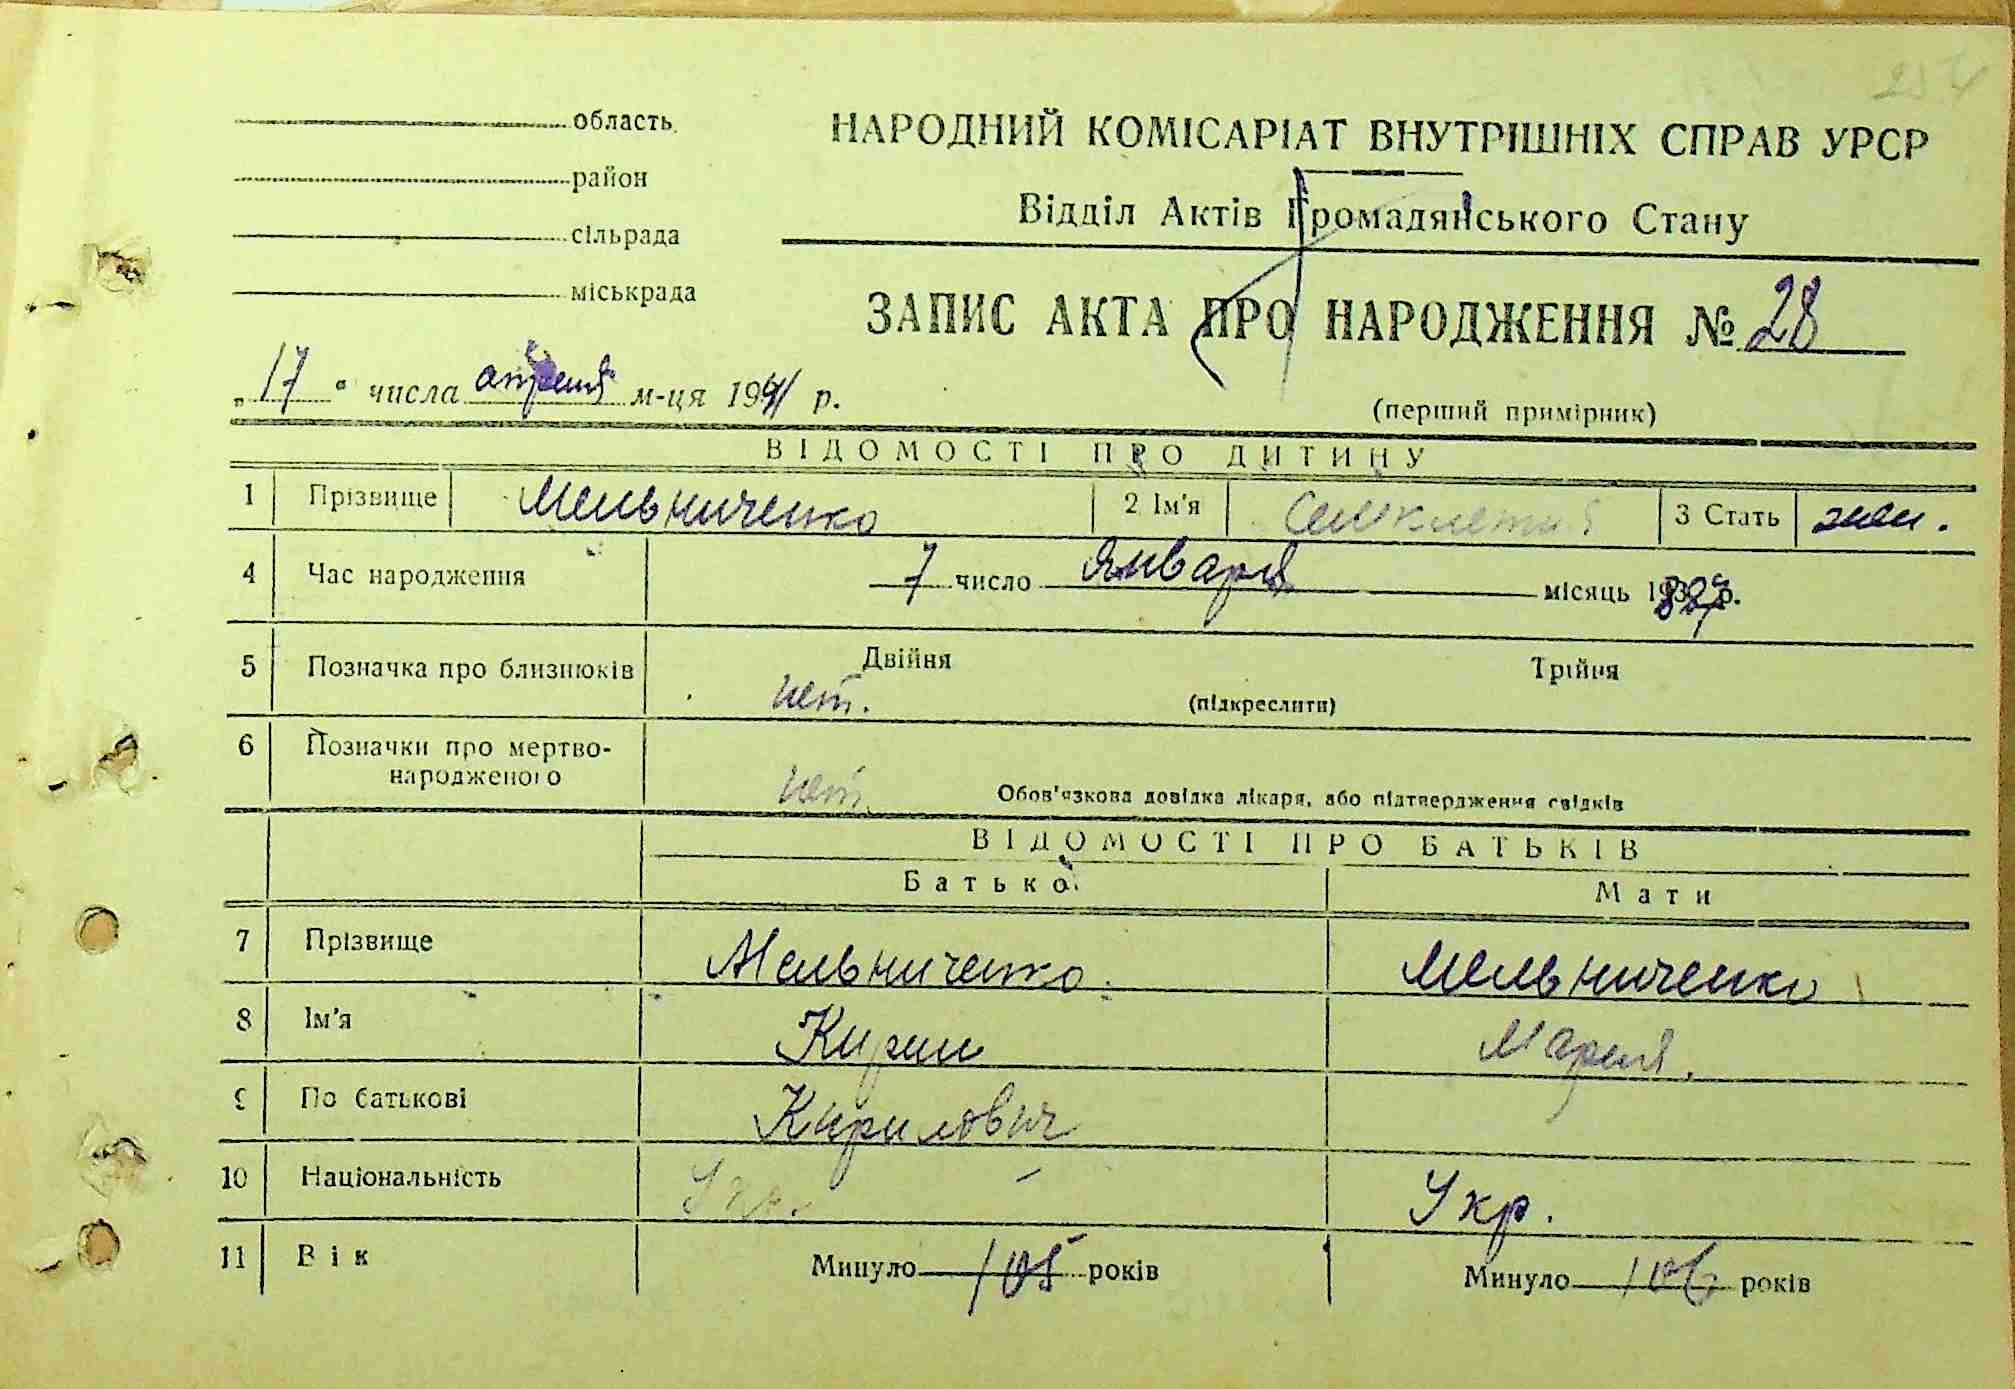 область
район
сільрада
міськрада
НАРОДНИЙ КОМІСАРІАТ ВНУТРІШНІХ СПРАВ УРСР
Відділ Актів Громадянського Стану
ЗАПИС АКТА ПРО НАРОДЖЕННЯ № 28
„17“ числа апреля м-ця 1941 р.
(перший примірник)
ВІДОМОСТІ ПРО ДИТИНУ
1 Прізвище Мельниченко 2 Ім'я 3 Стать жен.
4 Час народження 7 число Января місяць 1887 р.
5 Позначка про близнюків Двійня Трійня
нет. (підкреслити)
6 Позначки про мертво-
народженого нет. Обов'язкова довідка лікаря, або підтвердження свідків
ВІДОМОСТІ ПРО БАТЬКІВ
Батько Мати
7 Прізвище Мельниченко Мельниченко
8 Ім'я Кирил Мария.
9 По батькові Кирилович
10 Національність Укр. Укр.
11 Вік Минуло 105 років Минуло 106 років